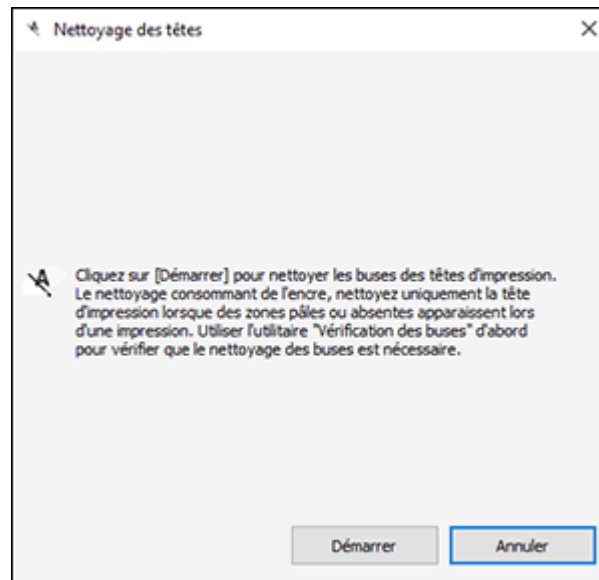 Nettoyage des têtes
Cliquez sur [Démarrer] pour nettoyer les buses des têtes d'impression.
Le nettoyage consommant de l'encre, nettoyez uniquement la tête
d'impression lorsque des zones pâles ou absentes apparaissent lors
d'une impression. Utiliser l'utilitaire "Vérification des buses" d'abord
pour vérifier que le nettoyage des buses est nécessaire.
Démarrer
Annuler